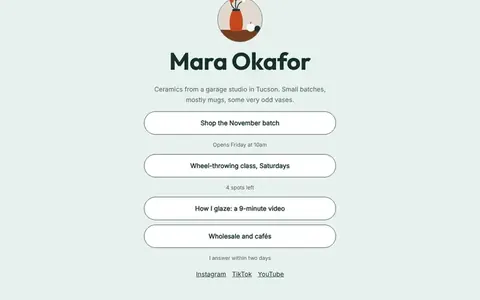 Mara Okafor
Ceramics from a garage studio in Tucson. Small batches,
mostly mugs, some very odd vases.
Shop the November batch
Opens Friday at 10am
Wheel-throwing class, Saturdays
4 spots left
How I glaze: a 9-minute video
Wholesale and cafés
I answer within two days
Instagram TikTok YouTube